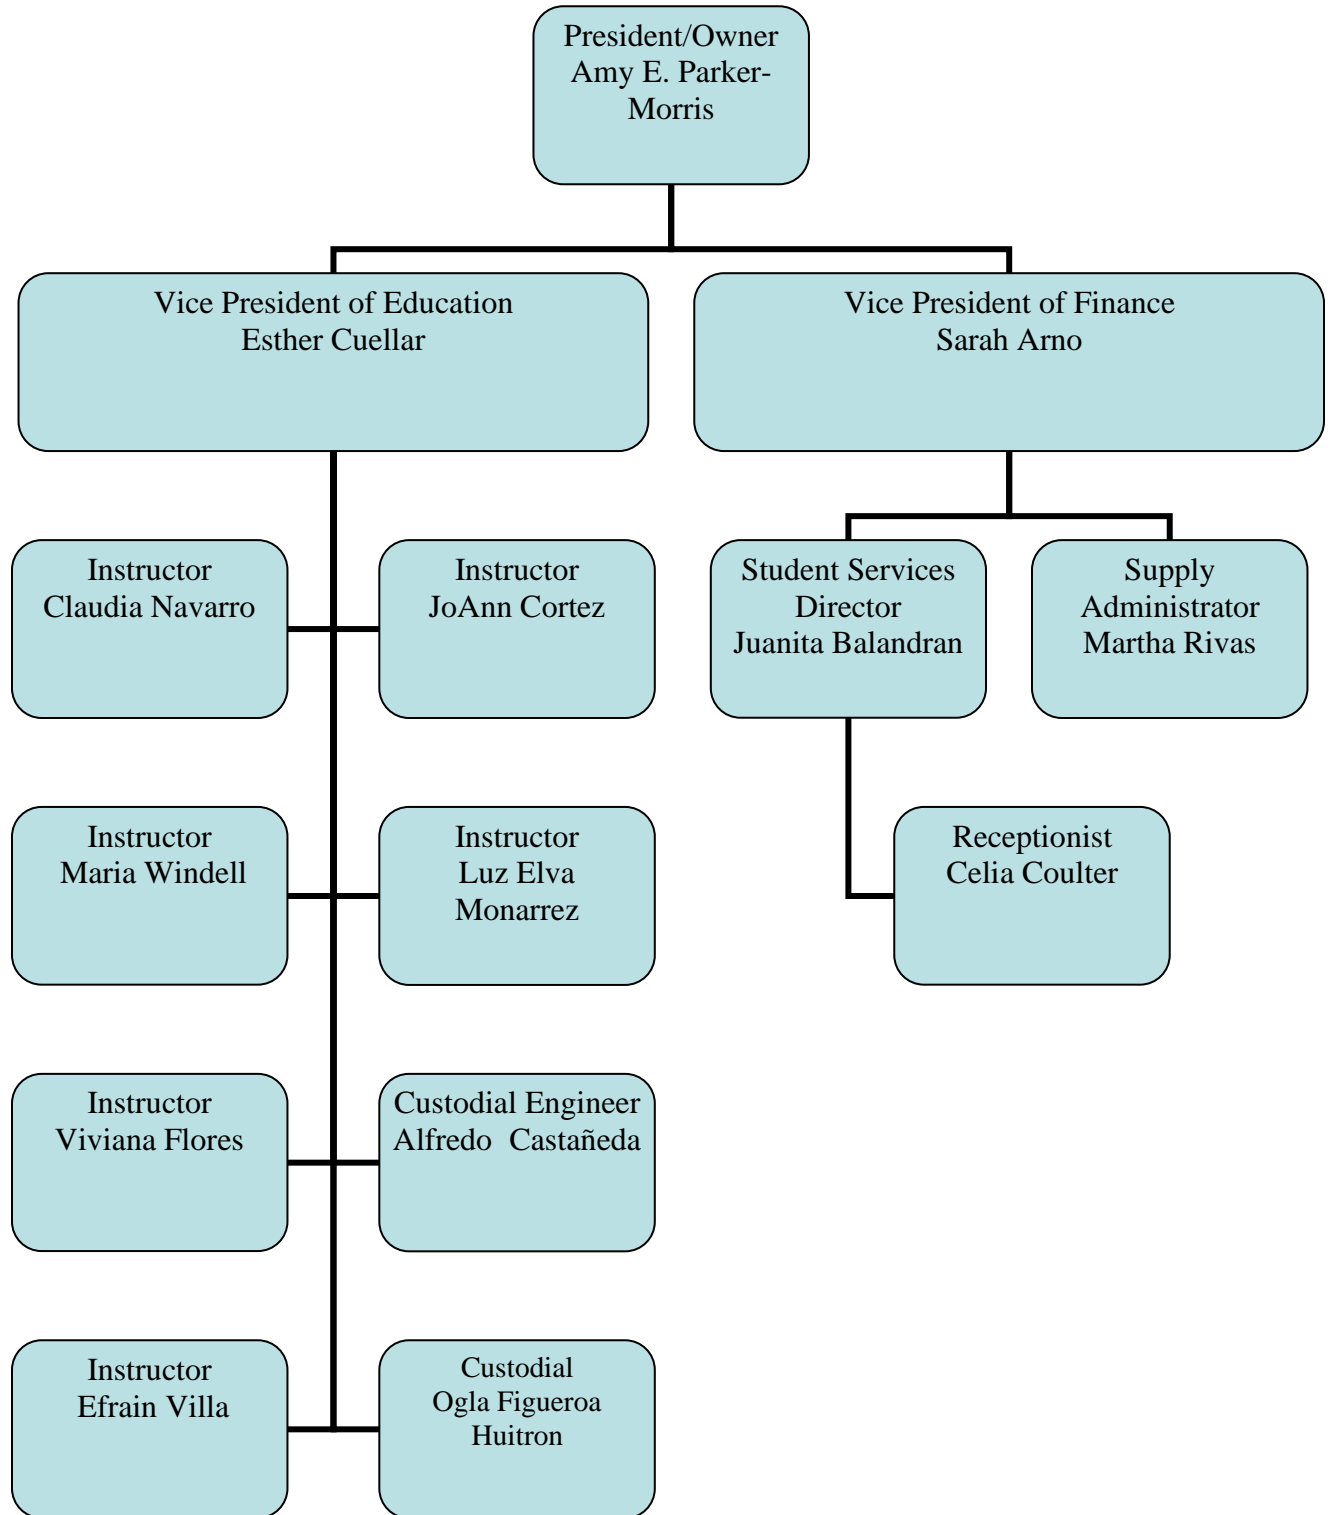 President/Owner
Amy E. Parker-
Morris
Vice President of Education
Esther Cuellar
Vice President of Finance
Sarah Arno
Instructor
Claudia Navarro
Instructor
JoAnn Cortez
Student Services
Director
Juanita Balandran
Supply
Administrator
Martha Rivas
Instructor
Maria Windell
Instructor
Luz Elva
Monarrez
Receptionist
Celia Coulter
Instructor
Viviana Flores
Custodial Engineer
Alfredo Castañeda
Instructor
Efrain Villa
Custodial
Ogla Figueroa
Huitron